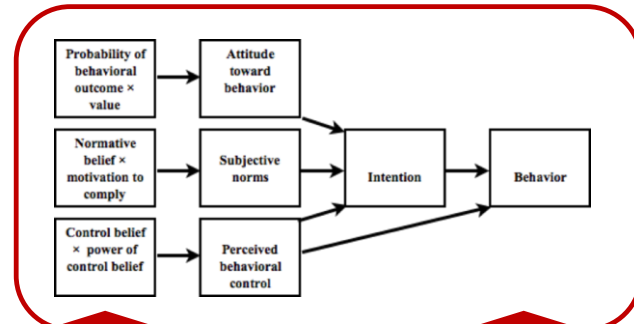 Probability of
behavioral
outcome ×
value
Attitude
toward
behavior
Normative
belief ×
motivation to
comply
Subjective
norms
Intention
Behavior
Control belief
× power of
control belief
Perceived
behavioral
control